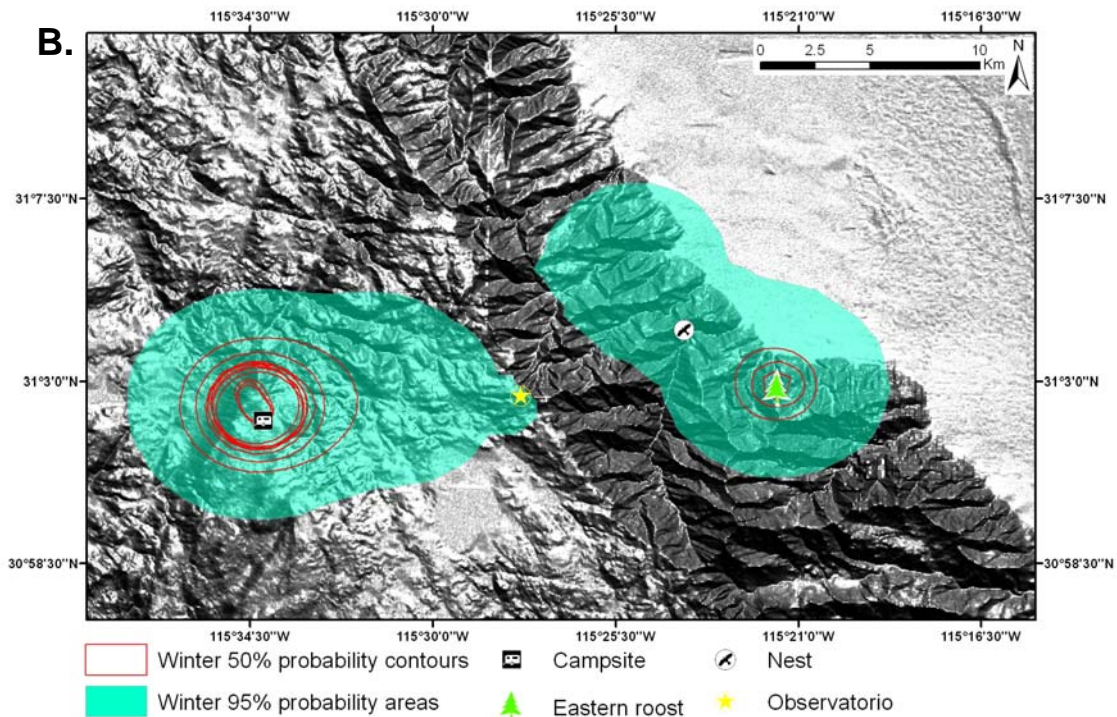 B.
115°34'30"W 115°30'0"W 115°25'30"W 115°21'0"W 115°16'30"W
0 2.5 5 10
Km
N
31°7'30"N 31°7'30"N
31°3'0"N 31°3'0"N
30°58'30"N 30°58'30"N
115°34'30"W 115°30'0"W 115°25'30"W 115°21'0"W 115°16'30"W
Winter 50% probability contours Campsite Nest
Winter 95% probability areas Eastern roost Observatorio